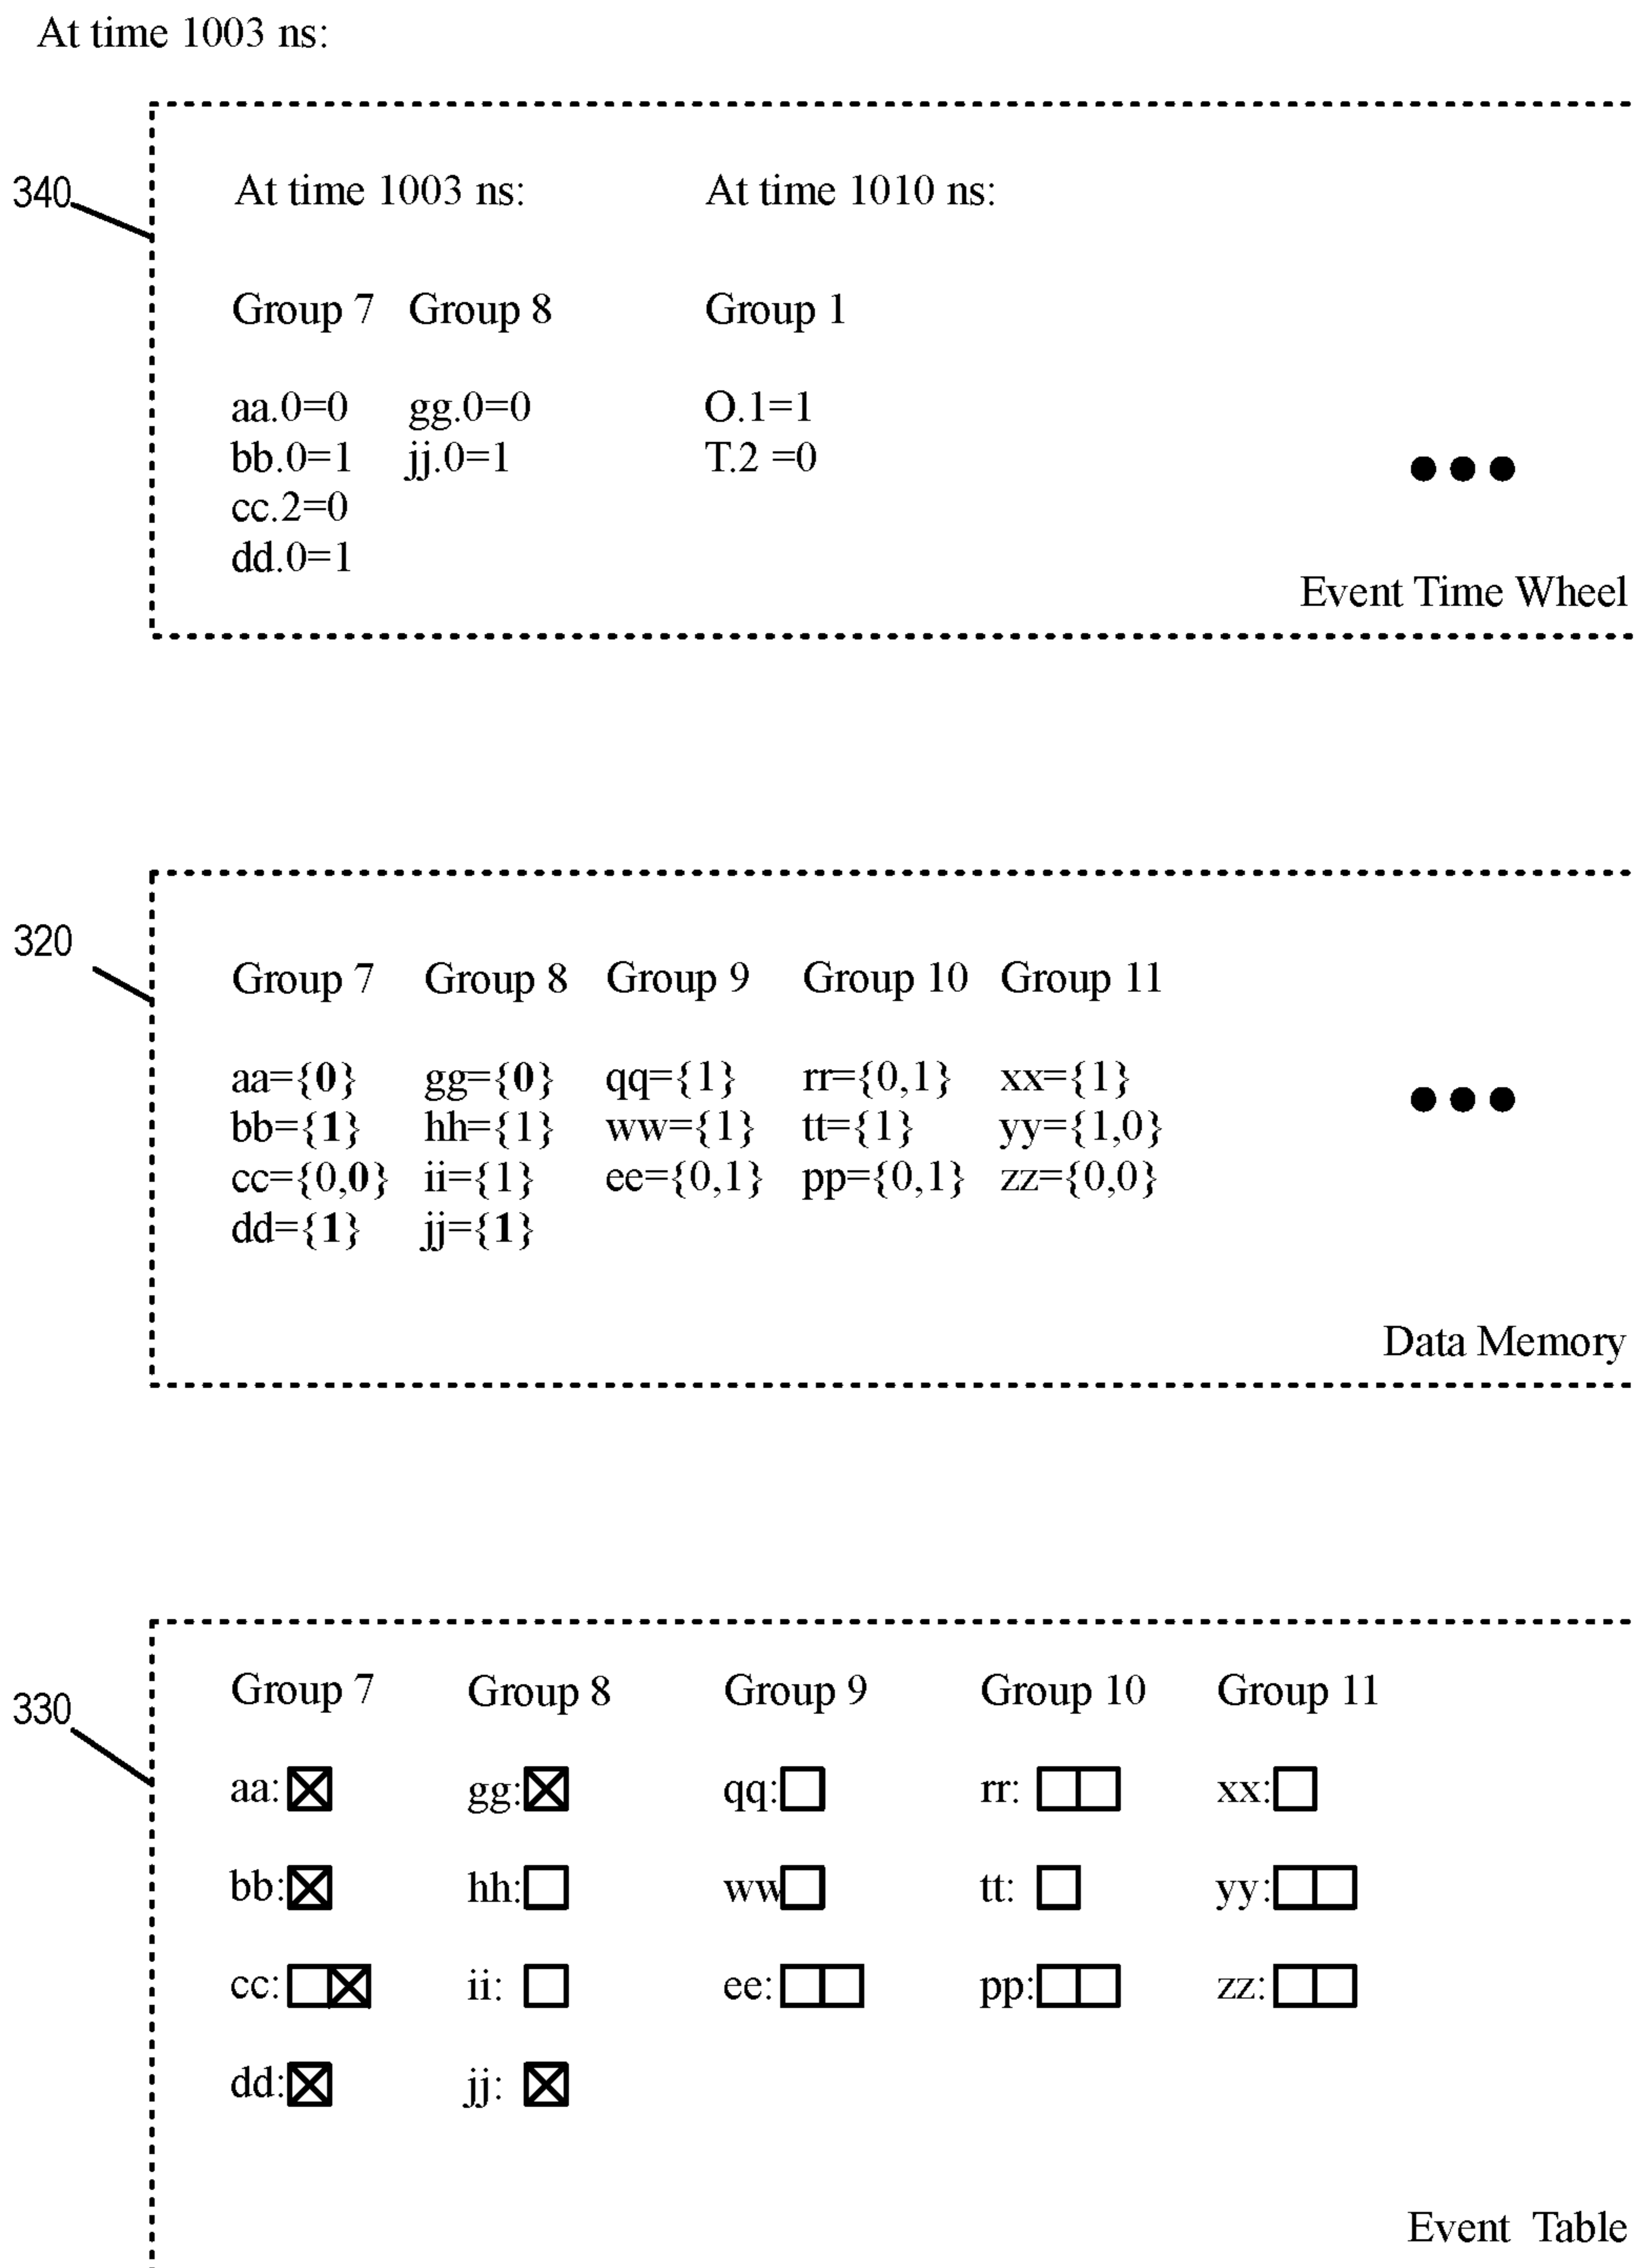 At time 1003 ns:
340
At time 1003 ns: At time 1010 ns:
Group 7 Group 8 Group 1
aa.0=0 gg.0=0 O.1=1
bb.0=1 jj.0=1 T.2 =0
cc.2=0
dd.0=1
Event Time Wheel
320
Group 7 Group 8 Group 9 Group 10 Group 11
aa={0} gg={0} qq={1} rr={0,1} xx={1}
bb={1} hh={1} ww={1} tt={1} yy={1,0}
cc={0,0} ii={1} ee={0,1} pp={0,1} zz={0,0}
dd={1} jj={1}
Data Memory
330
Group 7 Group 8 Group 9 Group 10 Group 11
aa: gg: qq: rr: xx:
bb: hh: ww tt: yy:
cc: ii: ee: pp: zz:
dd: jj:
Event Table